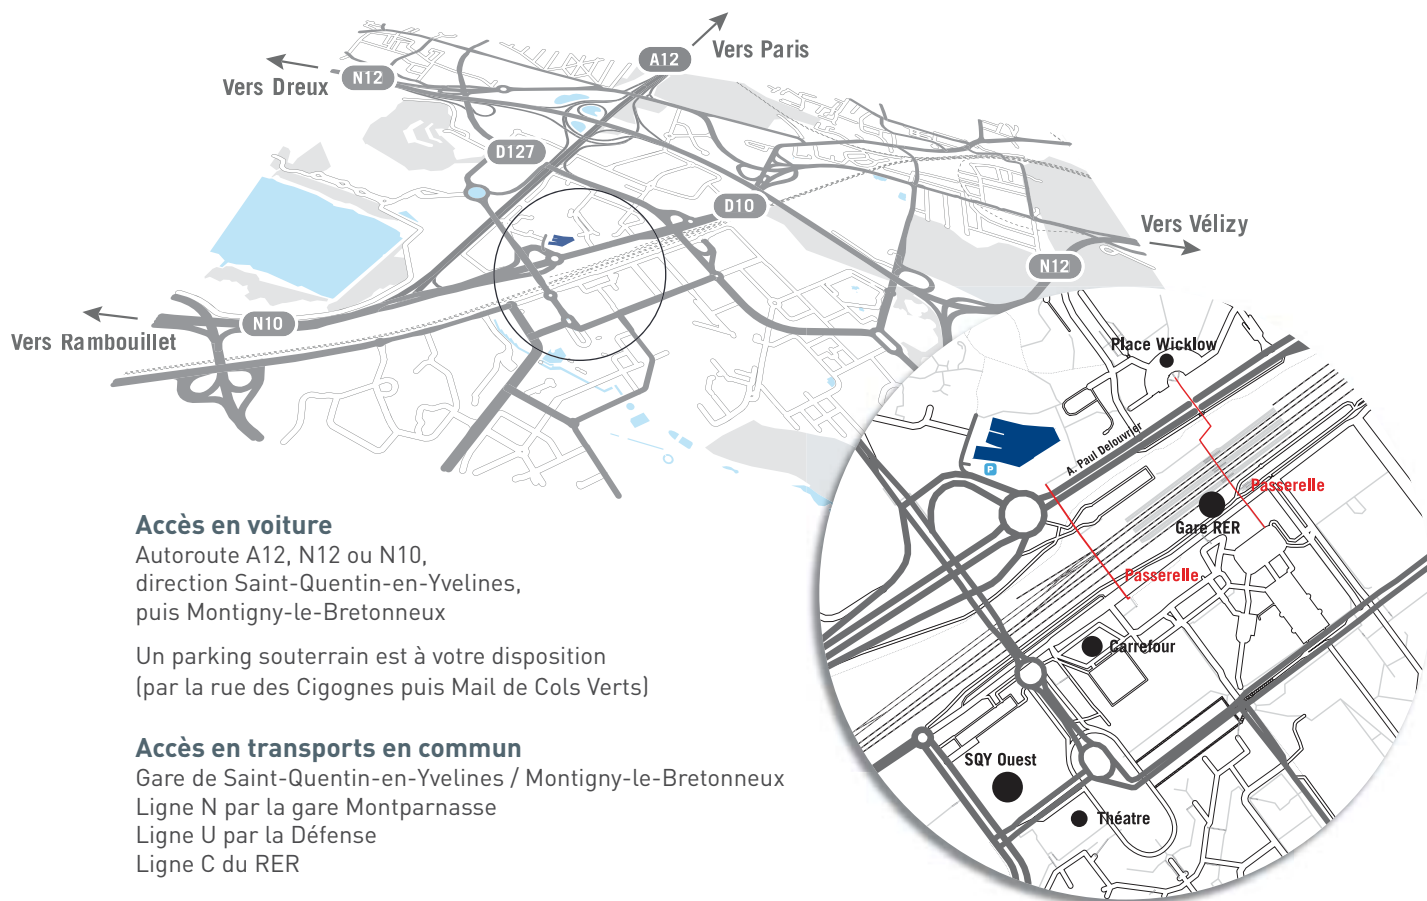 A12
Vers Paris
N12
Vers Dreux
D127
D10
Vers Vélizy
N12
N10
Vers Rambouillet
Place Wicklow
A. Paul Delouvrier
P
Passerelle
Gare RER
Passerelle
Carrefour
SQY Ouest
Théatre
Accès en voiture
Autoroute A12, N12 ou N10,
direction Saint-Quentin-en-Yvelines,
puis Montigny-le-Bretonneux
Un parking souterrain est à votre disposition
(par la rue des Cigognes puis Mail de Cols Verts)
Accès en transports en commun
Gare de Saint-Quentin-en-Yvelines / Montigny-le-Bretonneux
Ligne N par la gare Montparnasse
Ligne U par la Défense
Ligne C du RER